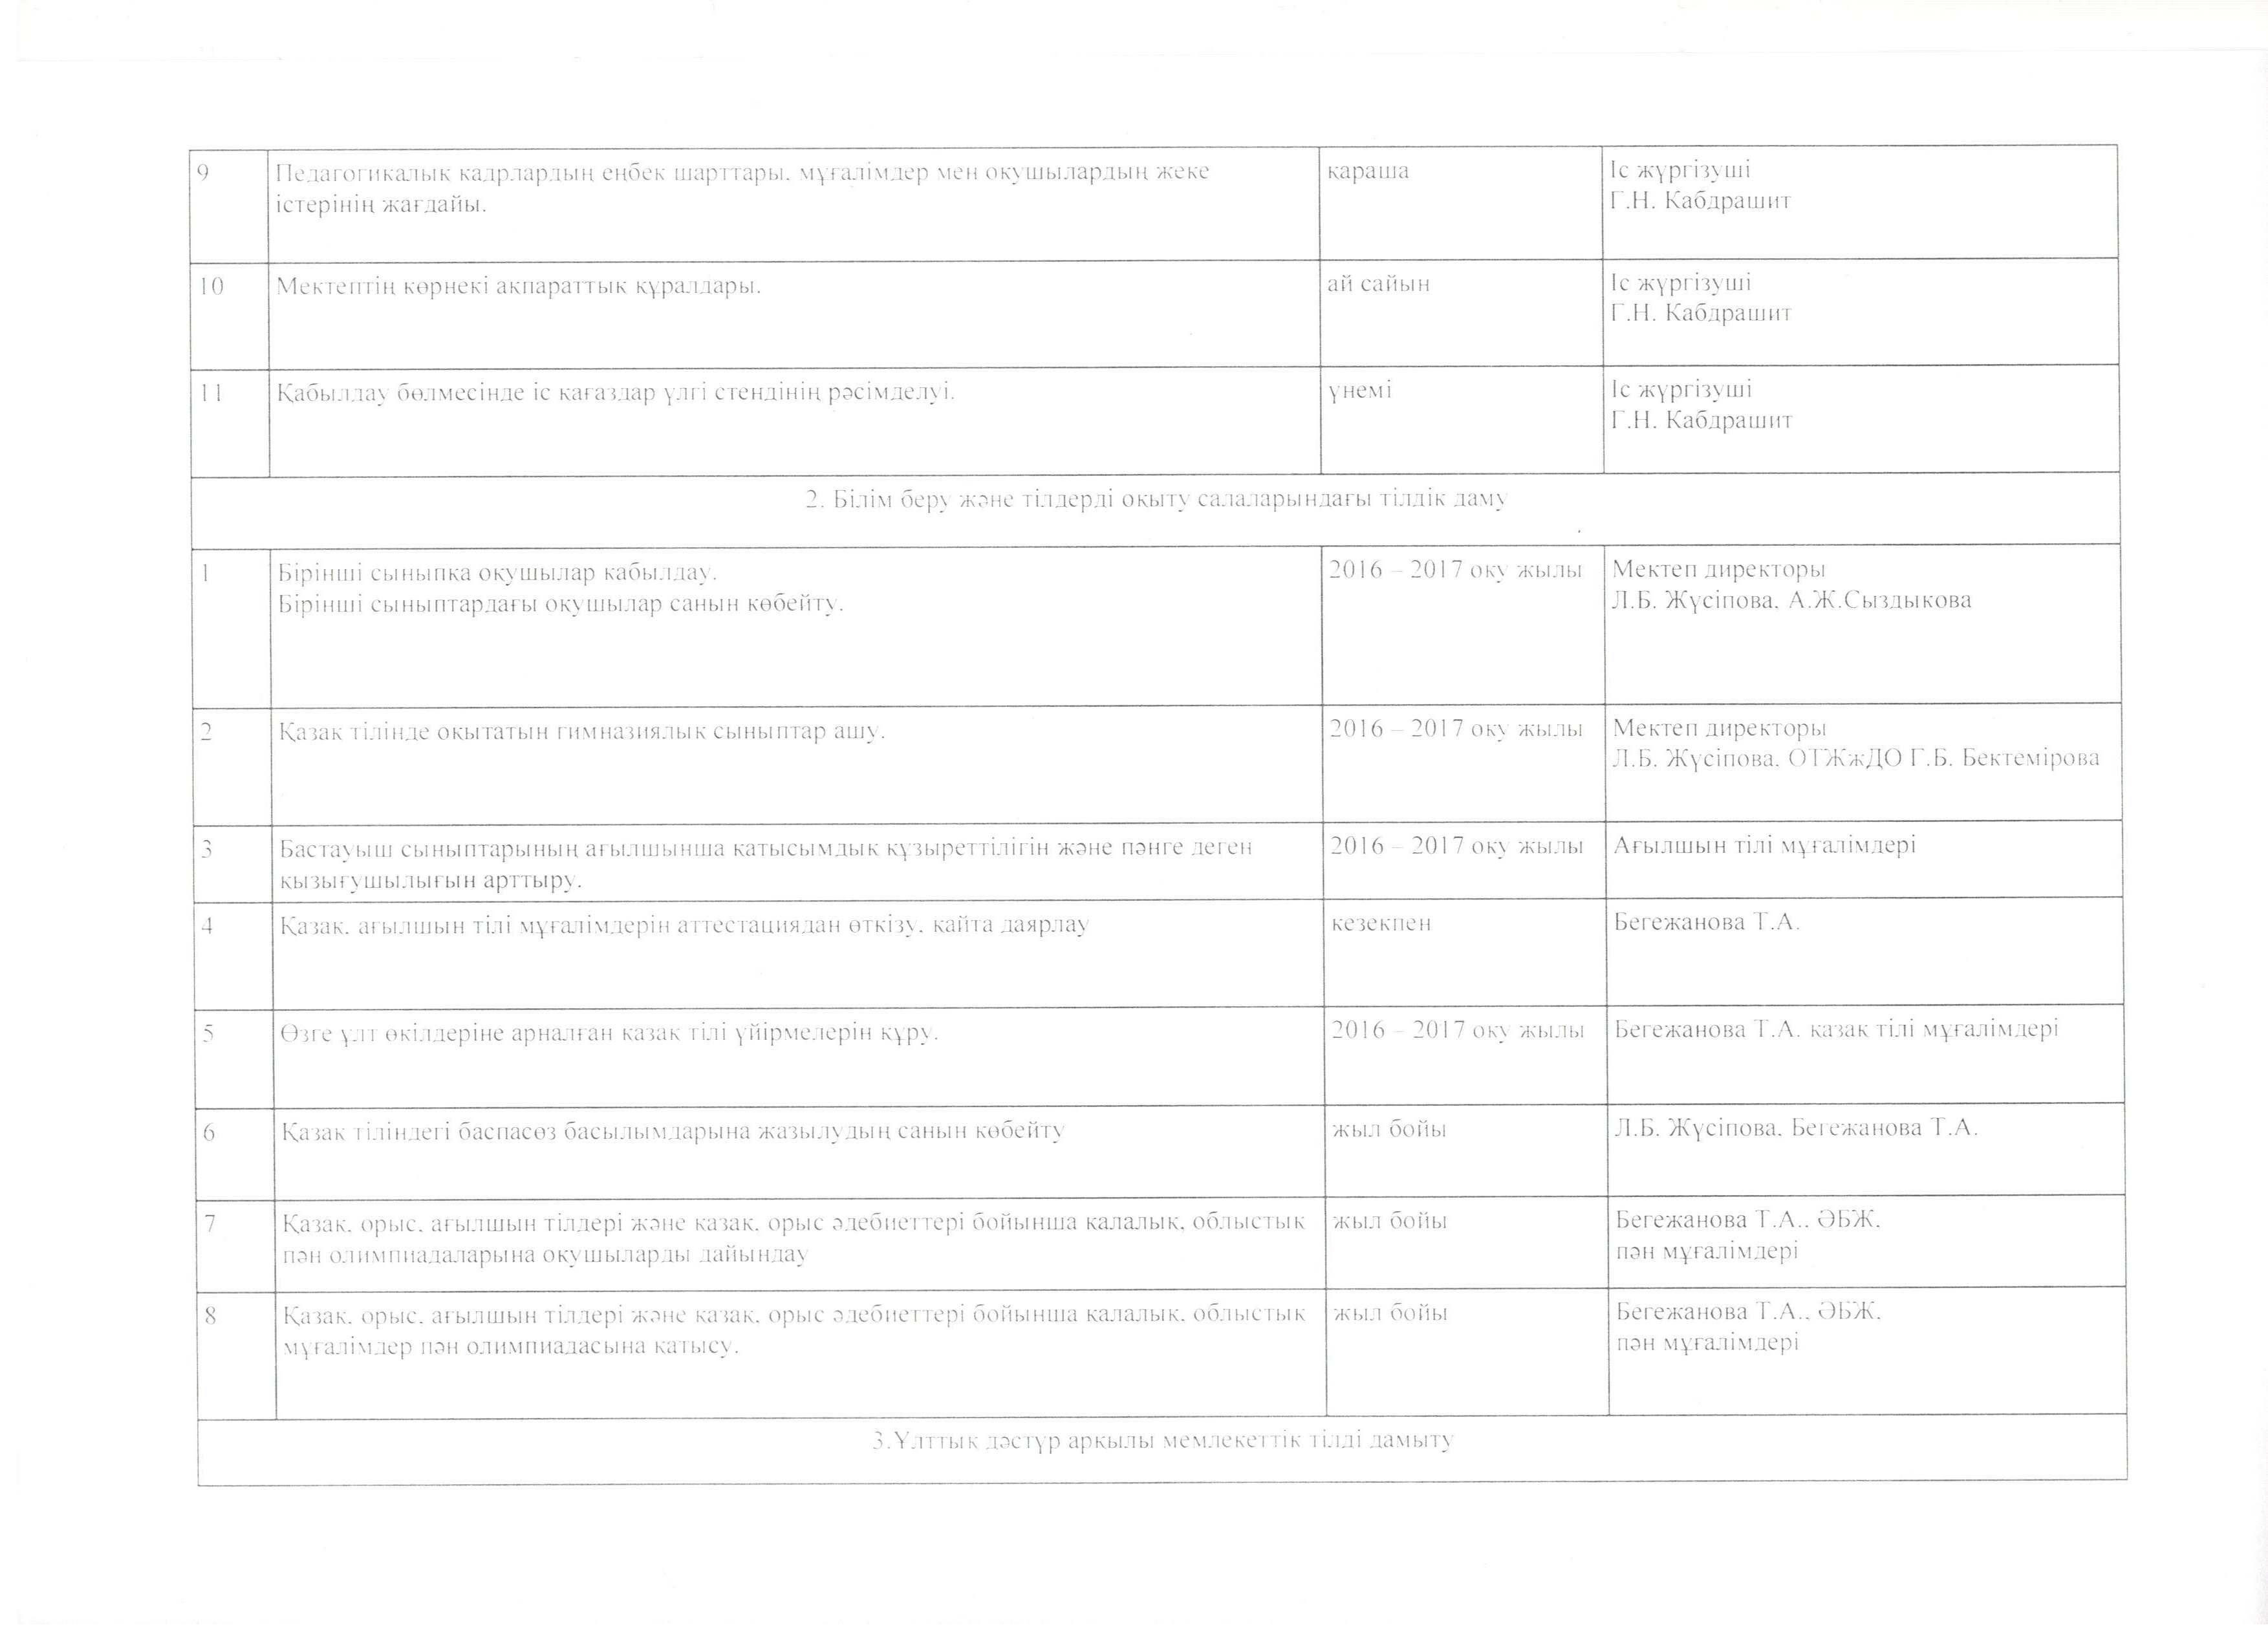 9 Педагогикалық кадрлардың еңбек шарттары, мұғалімдер мен оқушылардың жеке қараша Іс жүргізуші
істерінің жағдайы. Г.Н. Кабдрашит
10 Мектептің көрнекі ақпараттық құралдары. ай сайын Іс жүргізуші
Г.Н. Кабдрашит
11 Қабылдау бөлмесінде іс қағаздар үлгі стендінің рәсімделуі. үнемі Іс жүргізуші
Г.Н. Кабдрашит
2. Білім беру және тілдерді оқыту салаларындағы тілдік даму
1 Бірінші сыныпқа оқушылар қабылдау. 2016 – 2017 оқу жылы Мектеп директоры
Бірінші сыныптардағы оқушылар санын көбейту. Л.Б. Жүсіпова, А.Ж.Сыздыкова
2 Қазақ тілінде оқытатын гимназиялық сыныптар ашу. 2016 – 2017 оқу жылы Мектеп директоры
Л.Б. Жүсіпова, ОТЖжДО Г.Б. Бектемірова
3 Бастауыш сыныптарының ағылшынша қатысымдық құзыреттілігін және пәнге деген 2016 – 2017 оқу жылы Ағылшын тілі мұғалімдері
қызығушылығын арттыру.
4 Қазақ, ағылшын тілі мұғалімдерін аттестациядан өткізу, қайта даярлау кезекпен Бегежанова Т.А.
5 Өзге ұлт өкілдеріне арналған қазақ тілі үйірмелерін құру. 2016 – 2017 оқу жылы Бегежанова Т.А. қазақ тілі мұғалімдері
6 Қазақ тіліндегі баспасөз басылымдарына жазылудың санын көбейту жыл бойы Л.Б. Жүсіпова, Бегежанова Т.А.
7 Қазақ, орыс, ағылшын тілдері және қазақ, орыс әдебиеттері бойынша қалалық, облыстық жыл бойы Бегежанова Т.А., ӘБЖ,
пән олимпиадаларына оқушыларды дайындау пән мұғалімдері
8 Қазақ, орыс, ағылшын тілдері және қазақ, орыс әдебиеттері бойынша қалалық, облыстық жыл бойы Бегежанова Т.А., ӘБЖ,
мұғалімдер пән олимпиадасына қатысу. пән мұғалімдері
3.Ұлттық дәстүр арқылы мемлекеттік тілді дамыту